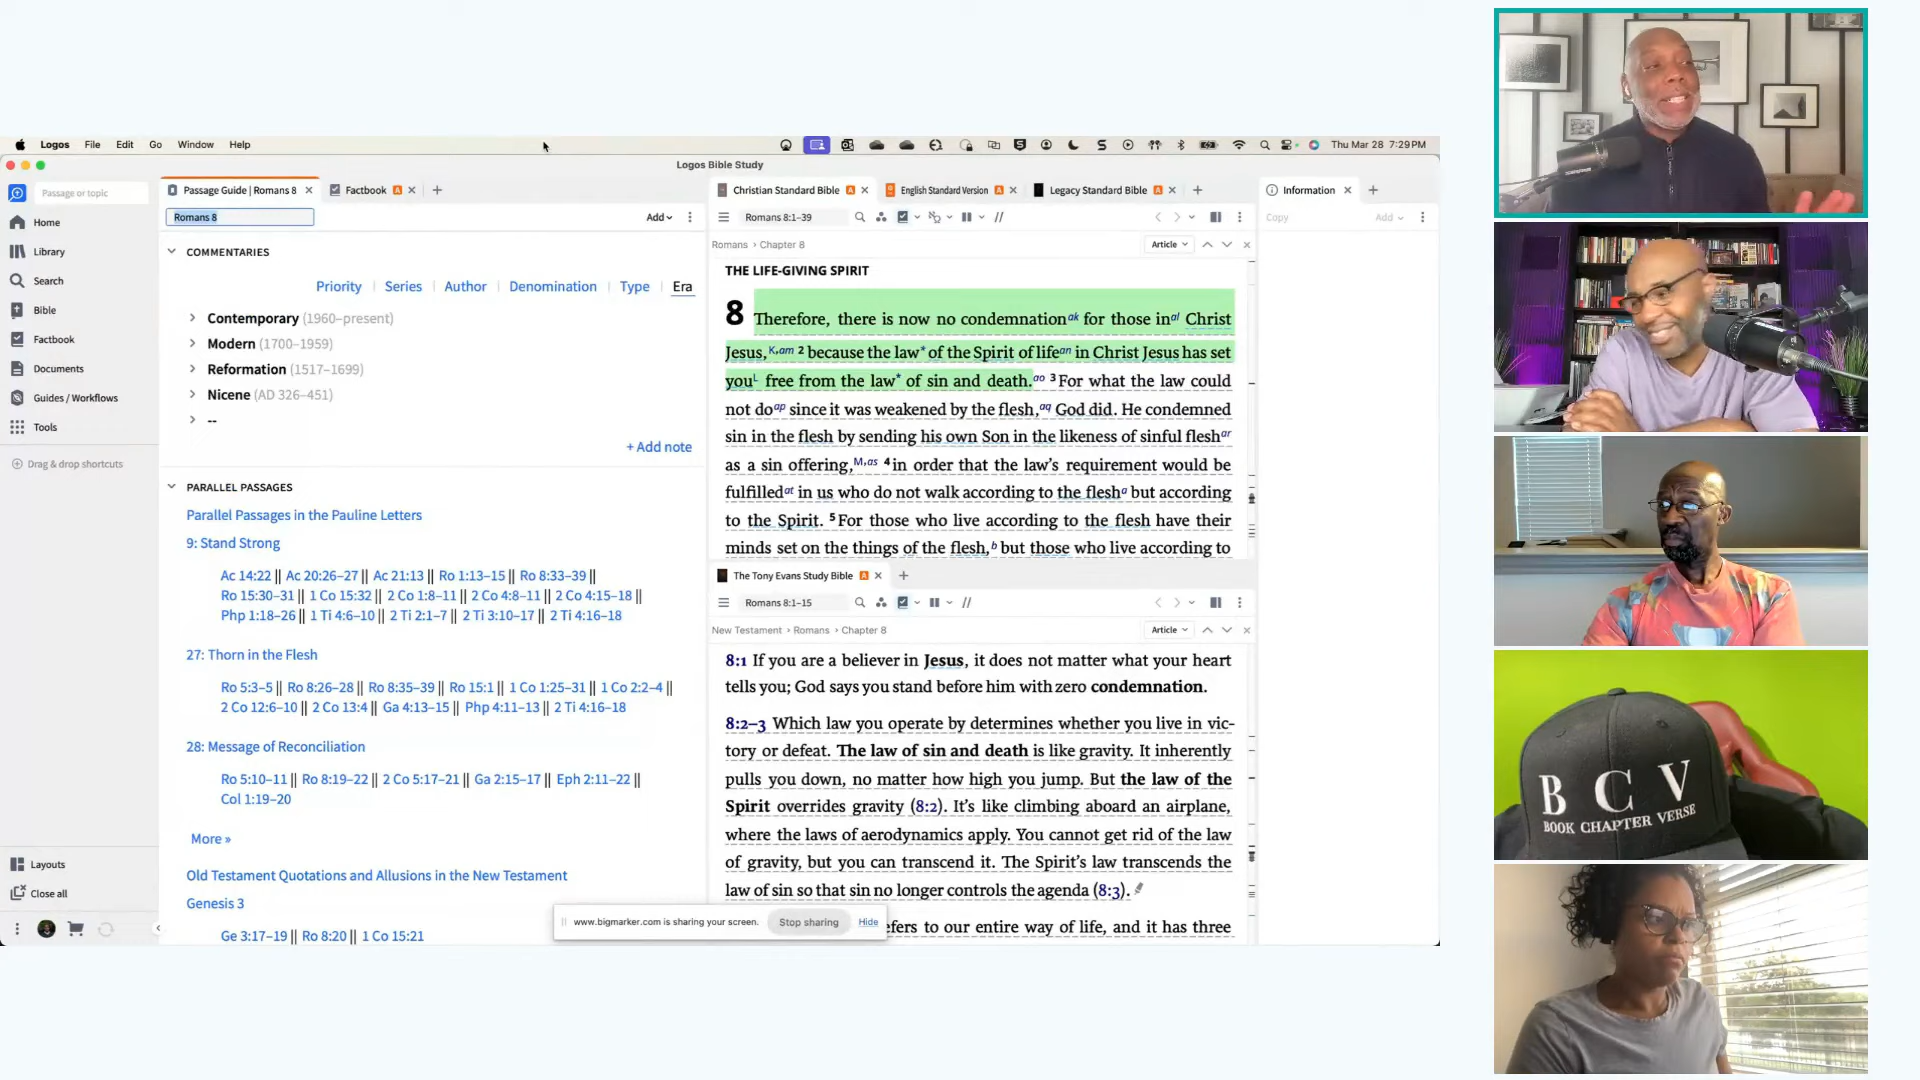 Logos File Edit Go Window Help
Thu Mar 28 7:29 PM
Logos Bible Study
Passage or topic
Home
Library
Search
Bible
Factbook
Documents
Guides / Workflows
Tools
Drag & drop shortcuts
Layouts
Close all
Passage Guide | Romans 8
Factbook A
Romans 8
Add
COMMENTARIES
Priority | Series | Author | Denomination | Type | Era
Contemporary (1960–present)
Modern (1700–1959)
Reformation (1517–1699)
Nicene (AD 326–451)
--
+ Add note
PARALLEL PASSAGES
Parallel Passages in the Pauline Letters
9: Stand Strong
Ac 14:22 || Ac 20:26–27 || Ac 21:13 || Ro 1:13–15 || Ro 8:33–39 ||
Ro 15:30–31 || 1 Co 15:32 || 2 Co 1:8–11 || 2 Co 4:8–11 || 2 Co 4:15–18 ||
Php 1:18–26 || 1 Ti 4:6–10 || 2 Ti 2:1–7 || 2 Ti 3:10–17 || 2 Ti 4:16–18
27: Thorn in the Flesh
Ro 5:3–5 || Ro 8:26–28 || Ro 8:35–39 || Ro 15:1 || 1 Co 1:25–31 || 1 Co 2:2–4 ||
2 Co 12:6–10 || 2 Co 13:4 || Ga 4:13–15 || Php 4:11–13 || 2 Ti 4:16–18
28: Message of Reconciliation
Ro 5:10–11 || Ro 8:19–22 || 2 Co 5:17–21 || Ga 2:15–17 || Eph 2:11–22 ||
Col 1:19–20
More »
Old Testament Quotations and Allusions in the New Testament
Genesis 3
Ge 3:17–19 || Ro 8:20 || 1 Co 15:21
Christian Standard Bible A
English Standard Version A
Legacy Standard Bible A
Romans 8:1–39
Romans › Chapter 8
Article
THE LIFE-GIVING SPIRIT
8 Therefore, there is now no condemnation ak for those in al Christ
Jesus, K,am 2 because the law* of the Spirit of life an in Christ Jesus has set
you L free from the law* of sin and death. ao 3 For what the law could
not do ap since it was weakened by the flesh, aq God did. He condemned
sin in the flesh by sending his own Son in the likeness of sinful flesh ar
as a sin offering, M,as 4 in order that the law’s requirement would be
fulfilled at in us who do not walk according to the flesh a but according
to the Spirit. 5 For those who live according to the flesh have their
minds set on the things of the flesh, b but those who live according to
The Tony Evans Study Bible A
Romans 8:1–15
New Testament › Romans › Chapter 8
Article
8:1 If you are a believer in Jesus, it does not matter what your heart
tells you; God says you stand before him with zero condemnation.
8:2–3 Which law you operate by determines whether you live in vic-
tory or defeat. The law of sin and death is like gravity. It inherently
pulls you down, no matter how high you jump. But the law of the
Spirit overrides gravity (8:2). It’s like climbing aboard an airplane,
where the laws of aerodynamics apply. You cannot get rid of the law
of gravity, but you can transcend it. The Spirit’s law transcends the
law of sin so that sin no longer controls the agenda (8:3).
efers to our entire way of life, and it has three
www.bigmarker.com is sharing your screen. Stop sharing Hide
Information
Copy
Add
B C V
BOOK CHAPTER VERSE